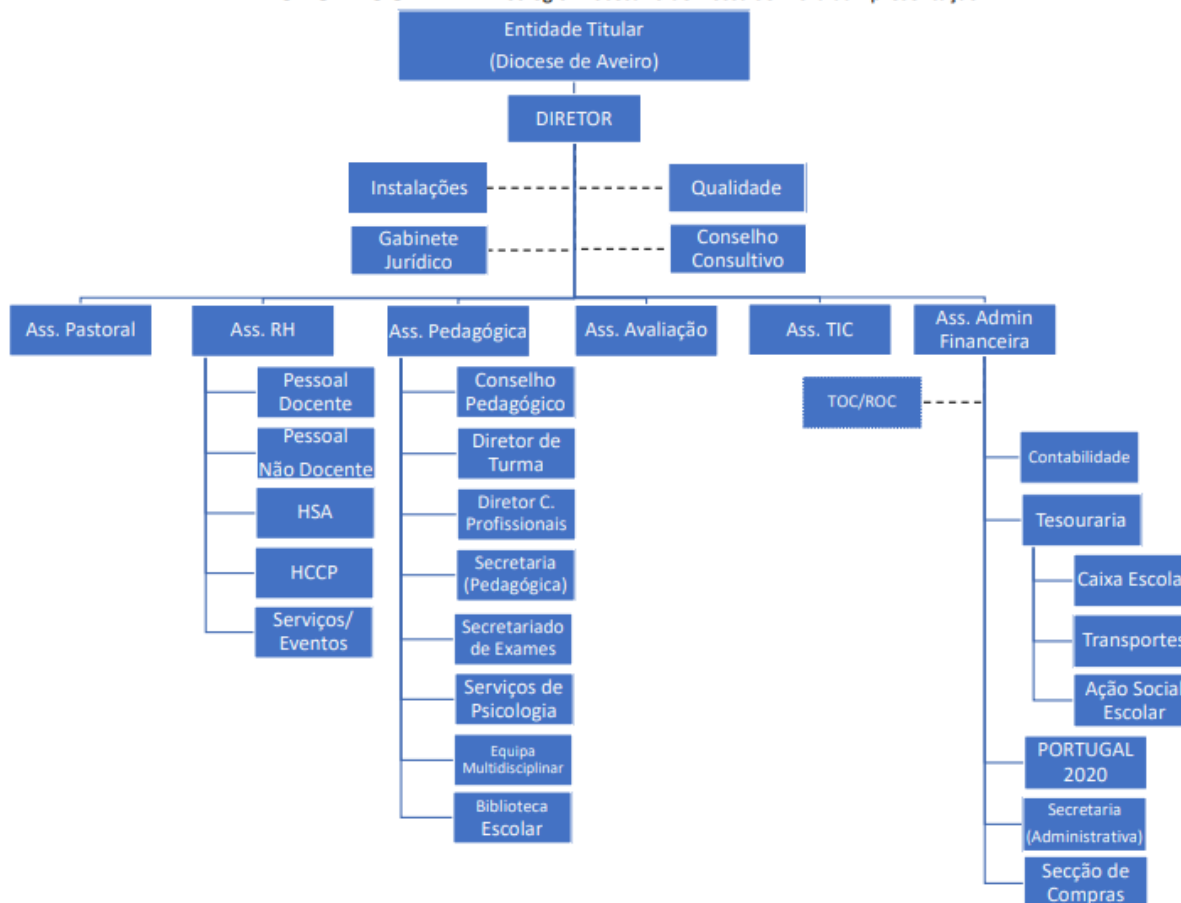 Entidade Titular
(Diocese de Aveiro)
DIRETOR
Instalações
Qualidade
Gabinete
Jurídico
Conselho
Consultivo
Ass. Pastoral
Ass. RH
Ass. Pedagógica
Ass. Avaliação
Ass. TIC
Ass. Admin
Financeira
Pessoal
Docente
Pessoal
Não Docente
HSA
HCCP
Serviços/
Eventos
Conselho
Pedagógico
Diretor de
Turma
Diretor C.
Profissionais
Secretaria
(Pedagógica)
Secretariado
de Exames
Serviços de
Psicologia
Equipa
Multidisciplinar
Biblioteca
Escolar
TOC/ROC
Contabilidade
Tesouraria
Caixa Escola
Transportes
Ação Social
Escolar
PORTUGAL
2020
Secretaria
(Administrativa)
Secção de
Compras